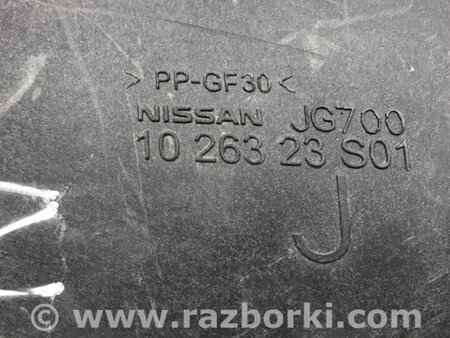 >PP-GF30<
NISSAN JG700
10 263 23 S01
J
© www.razborki.com